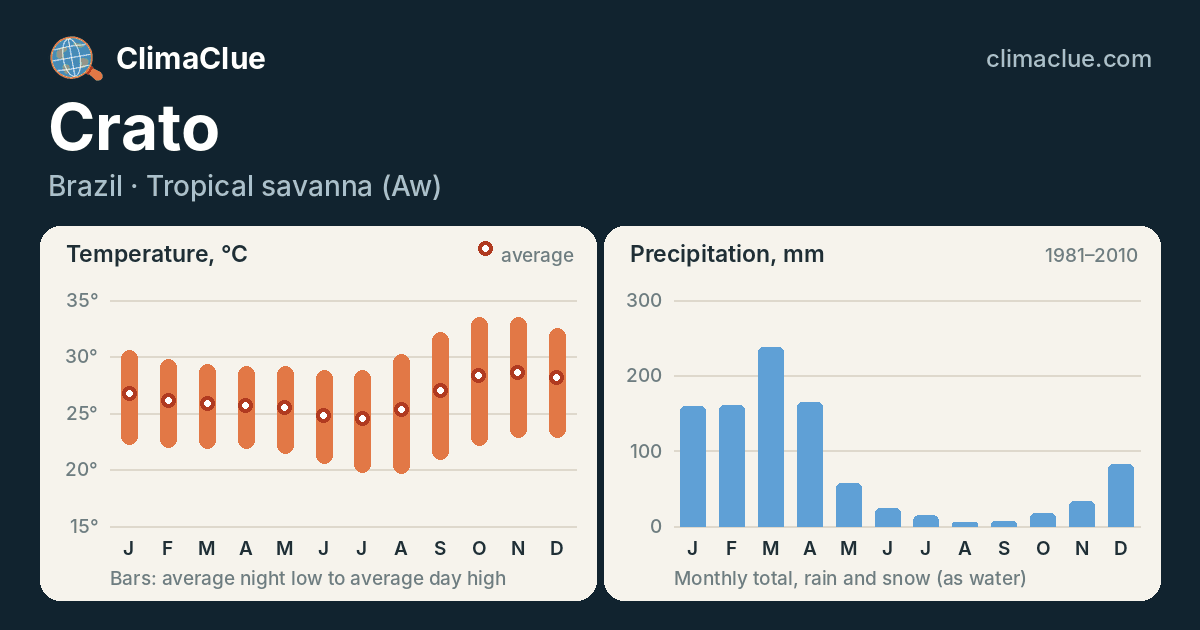 ClimaClue
climaclue.com
Crato
Brazil · Tropical savanna (Aw)
Temperature, °C
average
35°
30°
25°
20°
15°
J F M A M J J A S O N D
Bars: average night low to average day high
Precipitation, mm
1981–2010
300
200
100
0
J F M A M J J A S O N D
Monthly total, rain and snow (as water)